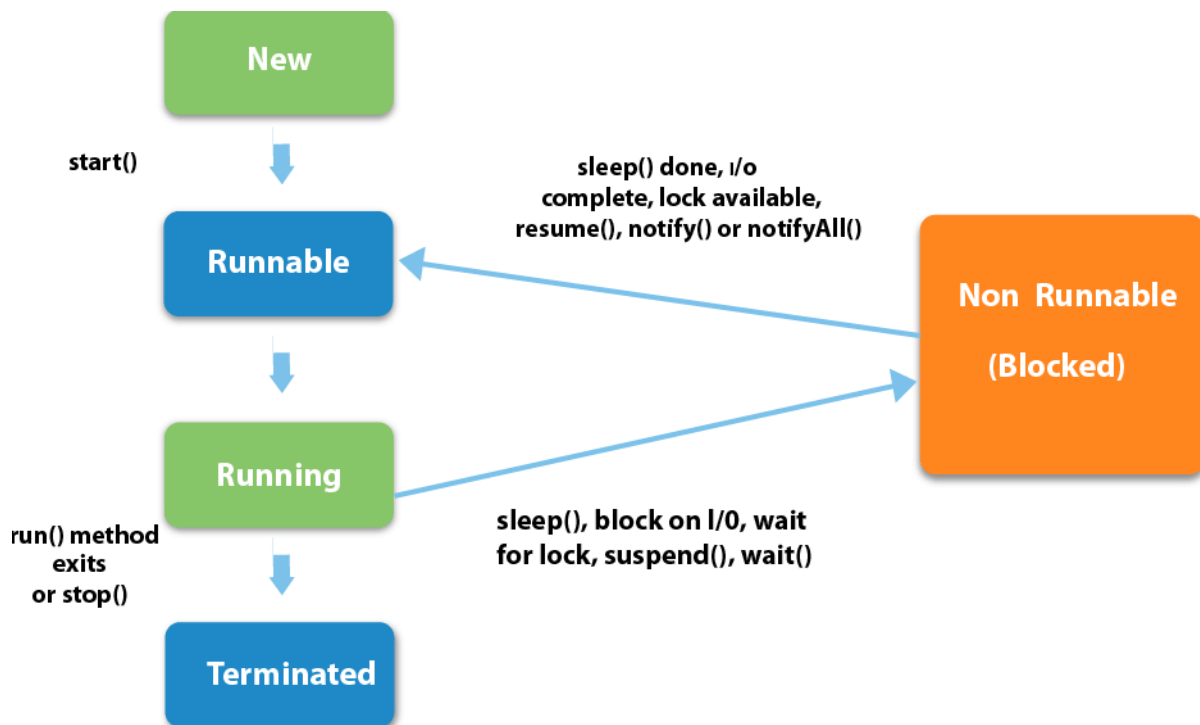 New
start()
sleep() done, I/o
complete, lock available,
resume(), notify() or notifyAll()
Runnable
Non Runnable
(Blocked)
Running
sleep(), block on I/0, wait
for lock, suspend(), wait()
run() method
exits
or stop()
Terminated